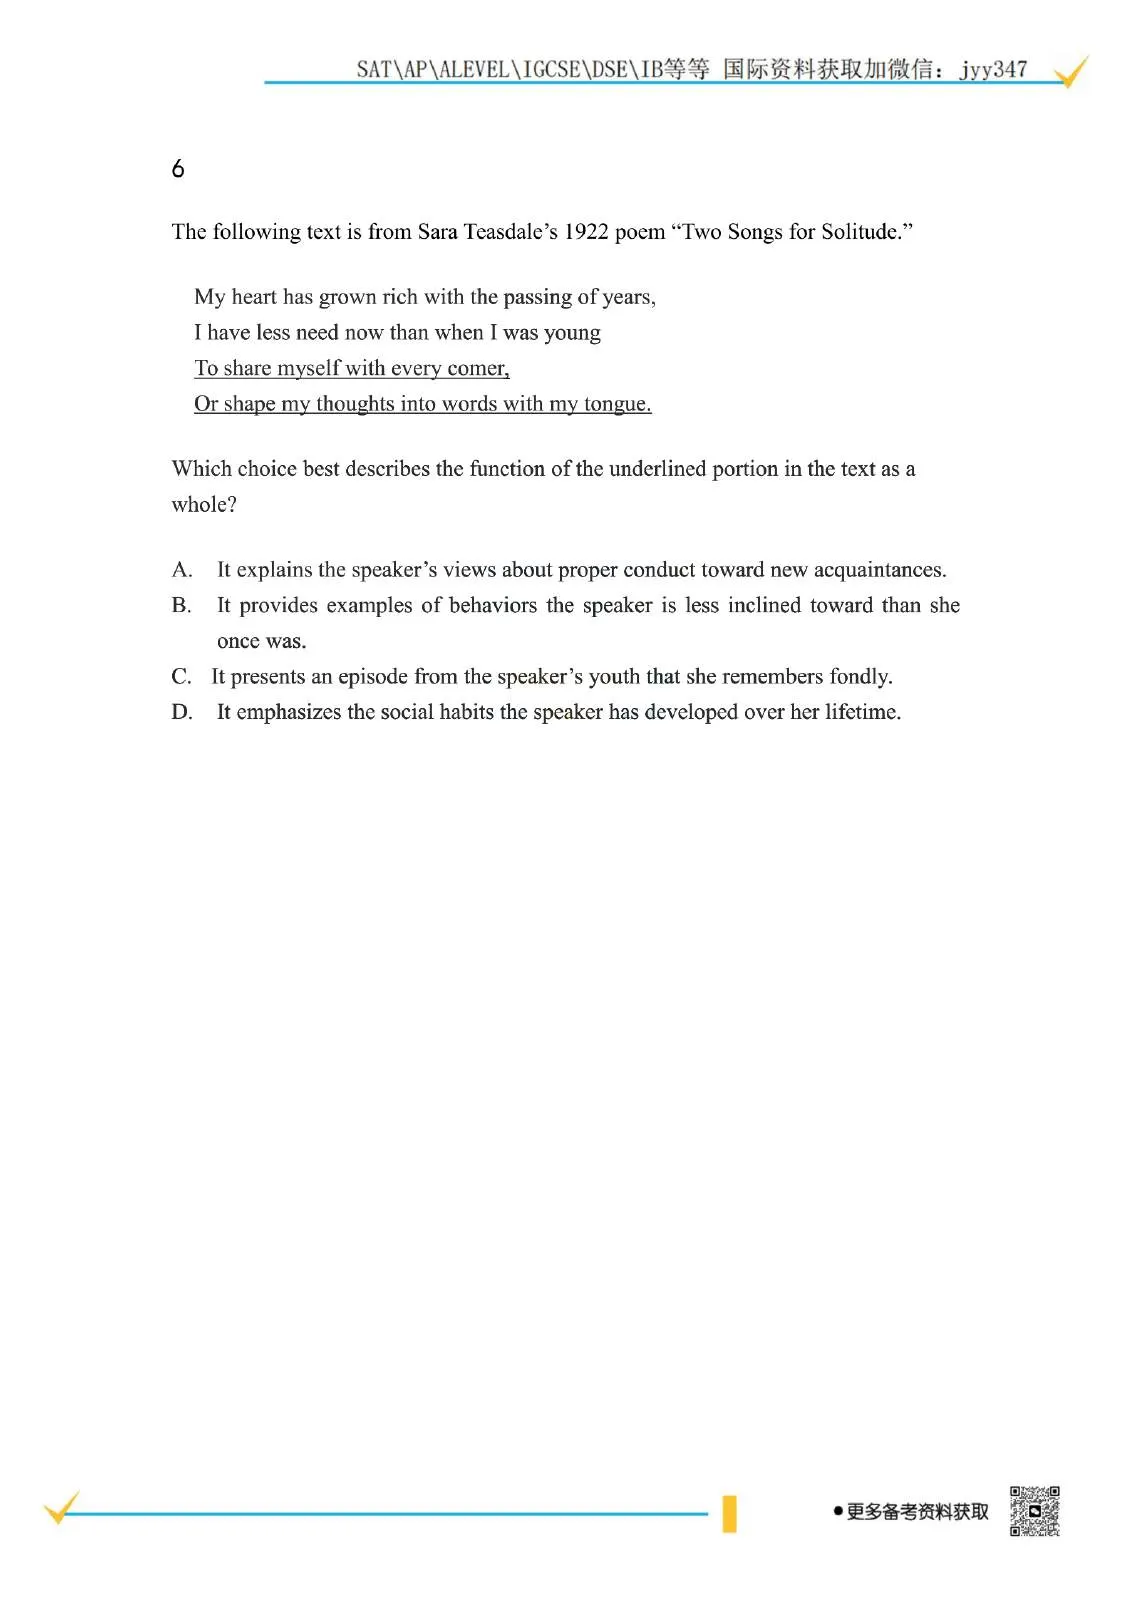 SAT\AP\ALEVEL\IGCSE\DSE\IB等等 国际资料获取加微信：jyy347
6
The following text is from Sara Teasdale’s 1922 poem “Two Songs for Solitude.”
My heart has grown rich with the passing of years,
I have less need now than when I was young
To share myself with every comer,
Or shape my thoughts into words with my tongue.
Which choice best describes the function of the underlined portion in the text as a
whole?
A. It explains the speaker’s views about proper conduct toward new acquaintances.
B. It provides examples of behaviors the speaker is less inclined toward than she
once was.
C. It presents an episode from the speaker’s youth that she remembers fondly.
D. It emphasizes the social habits the speaker has developed over her lifetime.
●更多备考资料获取